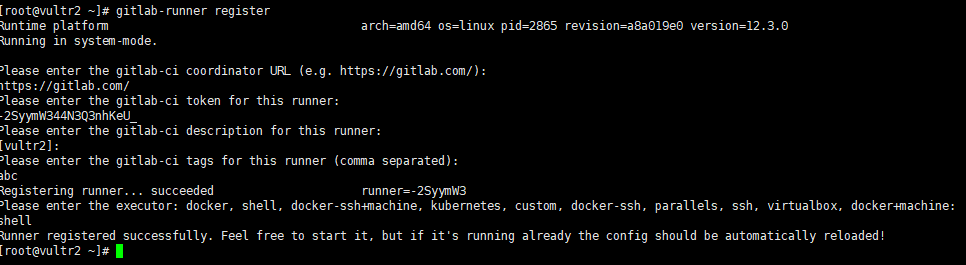 [root@vultr2 ~]# gitlab-runner register
Runtime platform                                    arch=amd64 os=linux pid=2865 revision=a8a019e0 version=12.3.0
Running in system-mode.
Please enter the gitlab-ci coordinator URL (e.g. https://gitlab.com/):
https://gitlab.com/
Please enter the gitlab-ci token for this runner:
-2SyymW344N3Q3nhKeU_
Please enter the gitlab-ci description for this runner:
[vultr2]:
Please enter the gitlab-ci tags for this runner (comma separated):
abc
Registering runner... succeeded                     runner=-2SyymW3
Please enter the executor: docker, shell, docker-ssh+machine, kubernetes, custom, docker-ssh, parallels, ssh, virtualbox, docker+machine:
shell
Runner registered successfully. Feel free to start it, but if it's running already the config should be automatically reloaded!
[root@vultr2 ~]#